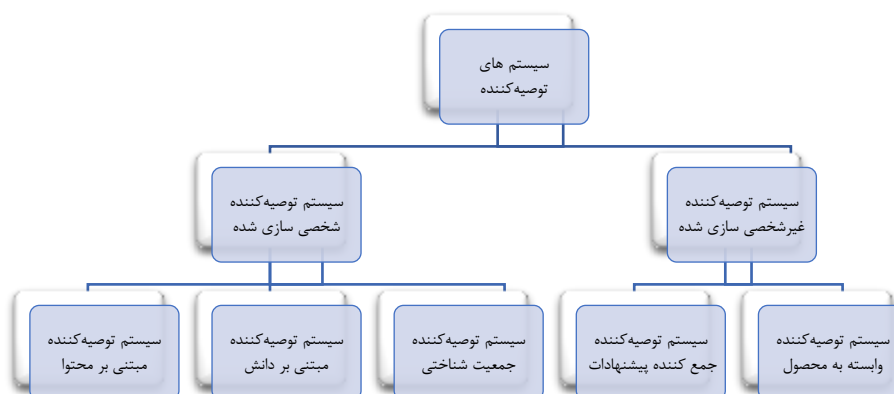 سیستم های
توصیه‌کننده
سیستم توصیه‌کننده
غیرشخصی سازی شده
سیستم توصیه‌کننده
شخصی سازی شده
سیستم توصیه‌کننده
وابسته به محصول
سیستم توصیه‌کننده
جمع کننده پیشنهادات
سیستم توصیه‌کننده
جمعیت شناختی
سیستم توصیه‌کننده
مبتنی بر دانش
سیستم توصیه‌کننده
مبتنی بر محتوا